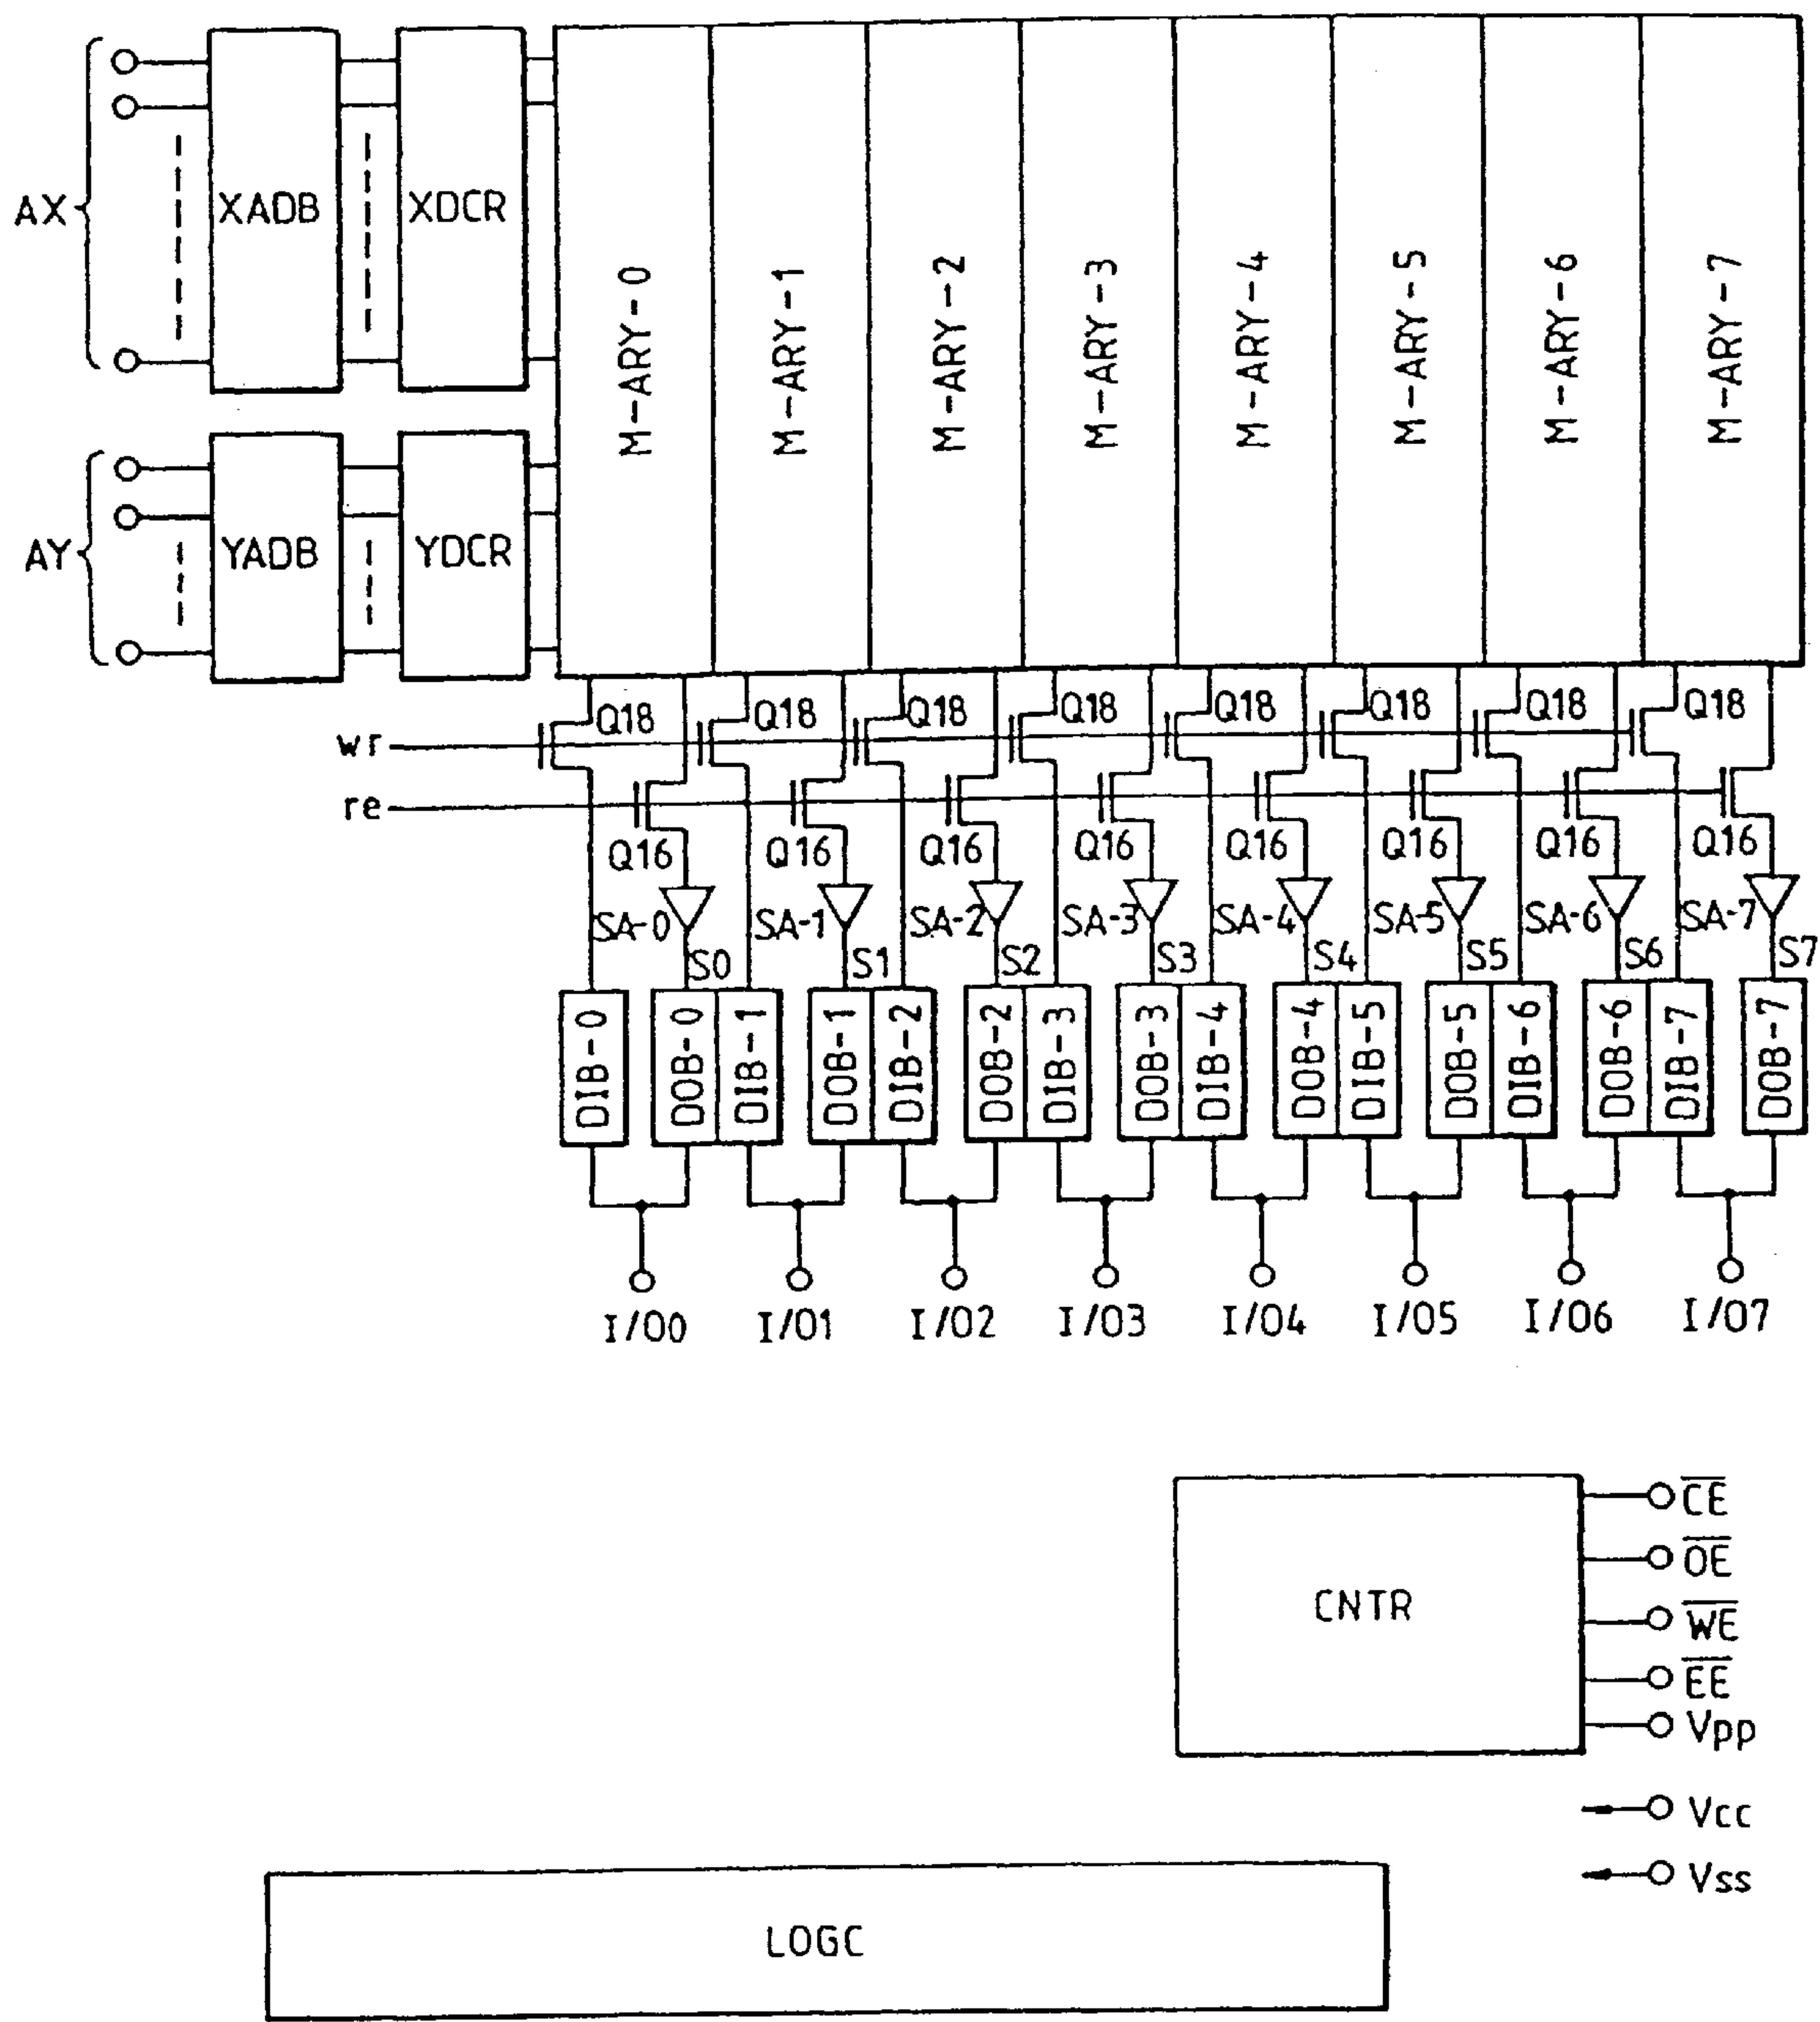 AX
XADB
XDCR
M-ARY-0
M-ARY-1
M-ARY-2
M-ARY-3
M-ARY-4
M-ARY-5
M-ARY-6
M-ARY-7
AY
YADB
YDCR
wr
Q18
Q18
Q18
Q18
Q18
Q18
Q18
Q18
re
Q16
Q16
Q16
Q16
Q16
Q16
Q16
Q16
SA-0
SA-1
SA-2
SA-3
SA-4
SA-5
SA-6
SA-7
S0
S1
S2
S3
S4
S5
S6
S7
DIB-0
DOB-0
DIB-1
DOB-1
DIB-2
DOB-2
DIB-3
DOB-3
DIB-4
DOB-4
DIB-5
DOB-5
DIB-6
DOB-6
DIB-7
DOB-7
I/O0
I/O1
I/O2
I/O3
I/O4
I/O5
I/O6
I/O7
CNTR
C̅E̅
O̅E̅
W̅E̅
E̅E̅
Vpp
Vcc
Vss
LOGC